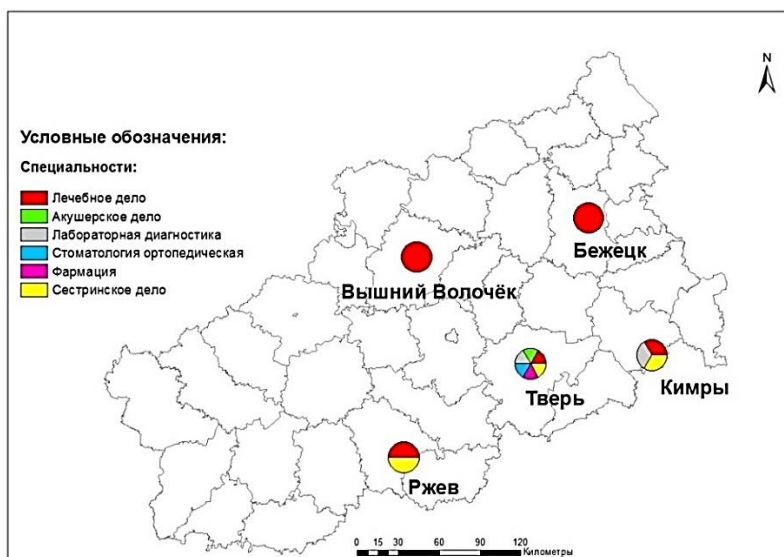 N
Условные обозначения:
Специальности:
Лечебное дело
Акушерское дело
Лабораторная диагностика
Стоматология ортопедическая
Фармация
Сестринское дело
Бежецк
Вышний Волочёк
Тверь
Кимры
Ржев
0 15 30 60 90 120
Километры